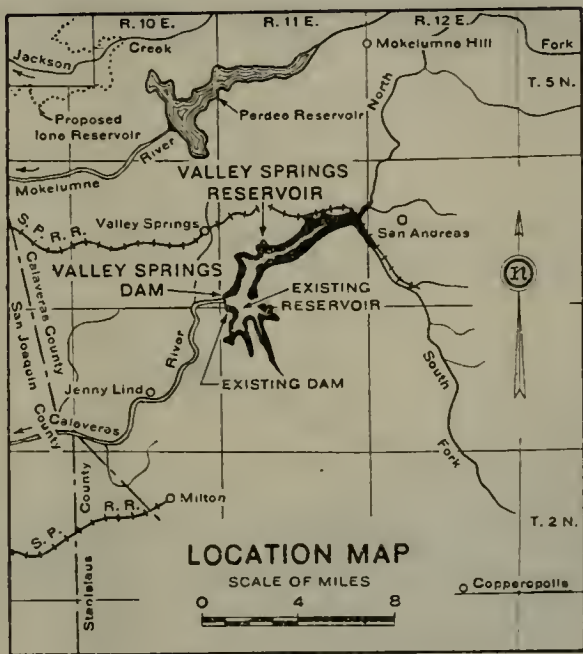 R. 10 E.
R. 11 E.
R. 12 E.
Jackson
Creek
Mokelumne Hill
Fork
T. 5 N.
North
Proposed
Ione Reservoir
Pardee Reservoir
River
Mokelumne
VALLEY SPRINGS
RESERVOIR
S. P. R. R.
Valley Springs
San Andreas
VALLEY SPRINGS
DAM
EXISTING
RESERVOIR
n
Calaveras County
San Joaquin
County
River
Jenny Lind
EXISTING DAM
South
Fork
Calaveras
County
Stanislaus
Milton
S. P. R. R.
T. 2 N.
LOCATION MAP
SCALE OF MILES
0 4 8
Copperopolis